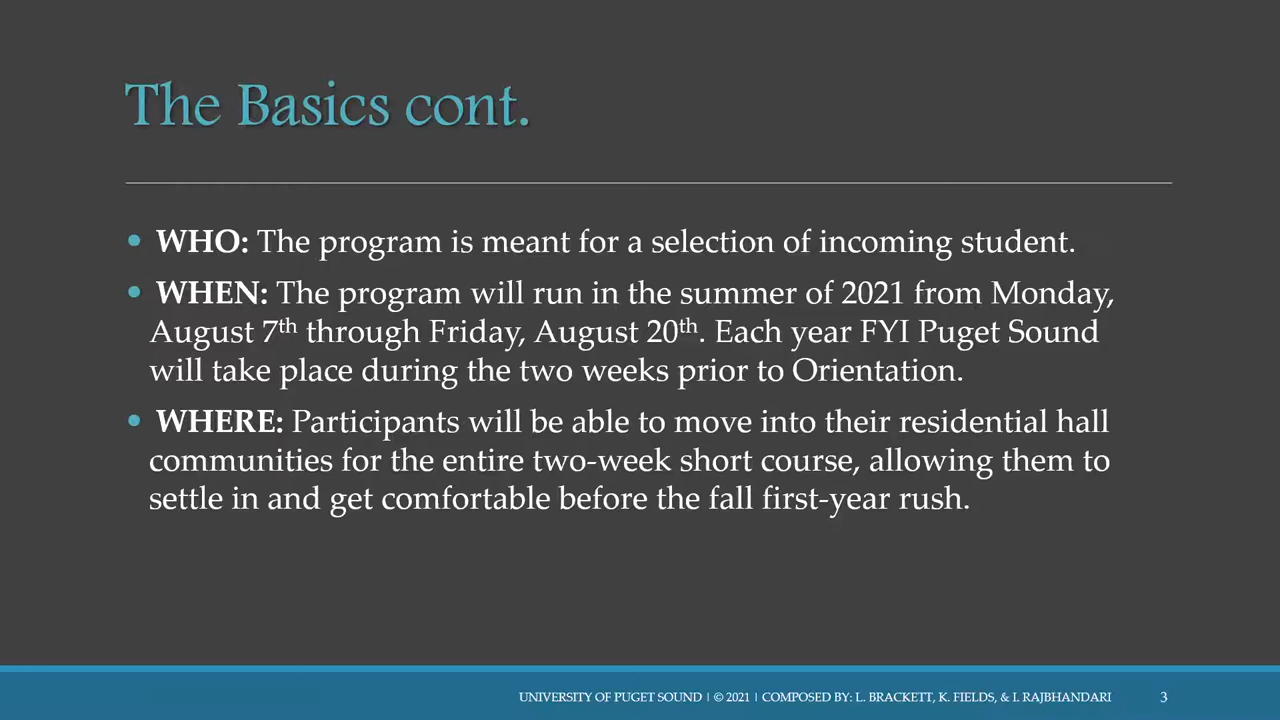 The Basics cont.
• WHO: The program is meant for a selection of incoming student.
• WHEN: The program will run in the summer of 2021 from Monday,
August 7th through Friday, August 20th. Each year FYI Puget Sound
will take place during the two weeks prior to Orientation.
• WHERE: Participants will be able to move into their residential hall
communities for the entire two-week short course, allowing them to
settle in and get comfortable before the fall first-year rush.
UNIVERSITY OF PUGET SOUND | © 2021 | COMPOSED BY: L. BRACKETT, K. FIELDS, & I. RAJBHANDARI 3